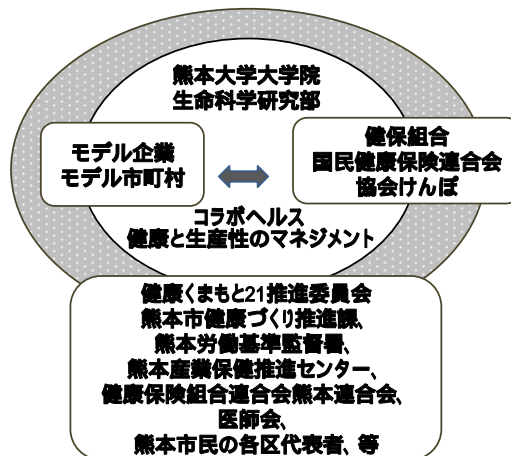 熊本大学大学院
生命科学研究部
モデル企業
モデル市町村
健保組合
国民健康保険連合会
協会けんぽ
コラボヘルス
健康と生産性のマネジメント
健康くまもと21推進委員会
熊本市健康づくり推進課、
熊本労働基準監督署、
熊本産業保健推進センター、
健康保険組合連合会熊本連合会、
医師会、
熊本市民の各区代表者、等